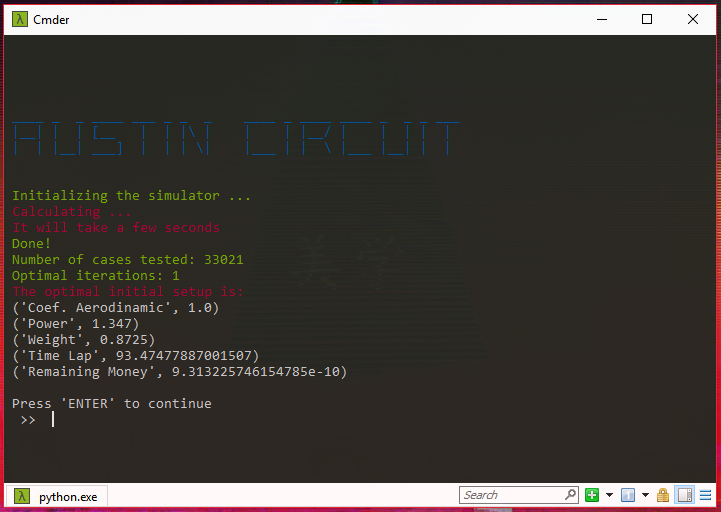 Cmder
AUSTIN CIRCUIT
Initializing the simulator ...
Calculating ...
It will take a few seconds
Done!
Number of cases tested: 33021
Optimal iterations: 1
The optimal initial setup is:
('Coef. Aerodinamic', 1.0)
('Power', 1.347)
('Weight', 0.8725)
('Time Lap', 93.47477887001507)
('Remaining Money', 9.313225746154785e-10)
美学
Press 'ENTER' to continue
>>
python.exe
Search